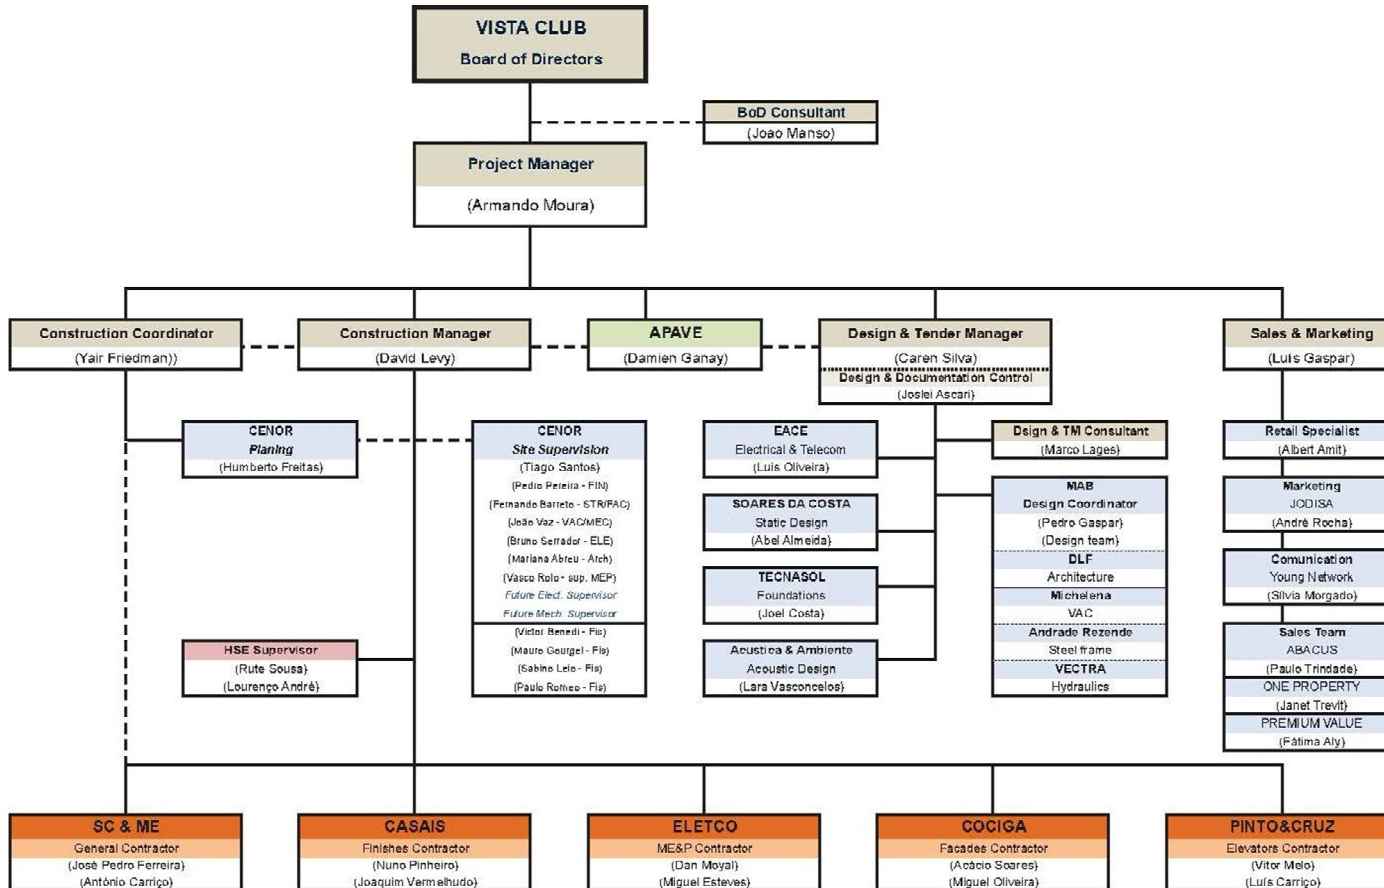 VISTA CLUB
Board of Directors
BoD Consultant
(Joao Manso)
Project Manager
(Armando Moura)
Construction Coordinator
(Yair Friedman))
Construction Manager
(David Levy)
APAVE
(Damien Ganay)
Design & Tender Manager
(Caren Silva)
Design & Documentation Control
(Joslei Ascari)
Sales & Marketing
(Luís Gaspar)
CENOR
Planing
(Humberto Freitas)
CENOR
Site Supervision
(Tiago Santos)
(Pedro Pereira - FIN)
(Fernando Barreto - STR/FAC)
(João Vaz - VAC/MEC)
(Bruno Serrador - ELE)
(Mariana Abreu - Arch)
(Vasco Rolo - sup. MEP)
Future Elect. Supervisor
Future Mech. Supervisor
(Victor Benedi - Fis)
(Mauro Gourgel - Fis)
(Sabino Leio - Fis)
(Paulo Romeo - Fis)
HSE Supervisor
(Rute Sousa)
(Lourenço André)
EACE
Electrical & Telecom
(Luis Oliveira)
SOARES DA COSTA
Static Design
(Abel Almeida)
TECNASOL
Foundations
(Joel Costa)
Acustica & Ambiente
Acoustic Design
(Lara Vasconcelos)
Dsign & TM Consultant
(Marco Lages)
MAB
Design Coordinator
(Pedro Gaspar)
(Design team)
DLF
Architecture
Michelena
VAC
Andrade Rezende
Steel frame
VECTRA
Hydraulics
Retail Specialist
(Albert Amit)
Marketing
JODISA
(André Rocha)
Comunication
Young Network
(Sílvia Morgado)
Sales Team
ABACUS
(Paulo Trindade)
ONE PROPERTY
(Janet Trevit)
PREMIUM VALUE
(Fátima Aly)
SC & ME
General Contractor
(José Pedro Ferreira)
(António Carriço)
CASAIS
Finishes Contractor
(Nuno Pinheiro)
(Joaquim Vermelhudo)
ELETCO
ME&P Contractor
(Dan Moyal)
(Miguel Esteves)
COCIGA
Facades Contractor
(Acácio Soares)
(Miguel Oliveira)
PINTO&CRUZ
Elevators Contractor
(Vitor Melo)
(Luís Carriço)